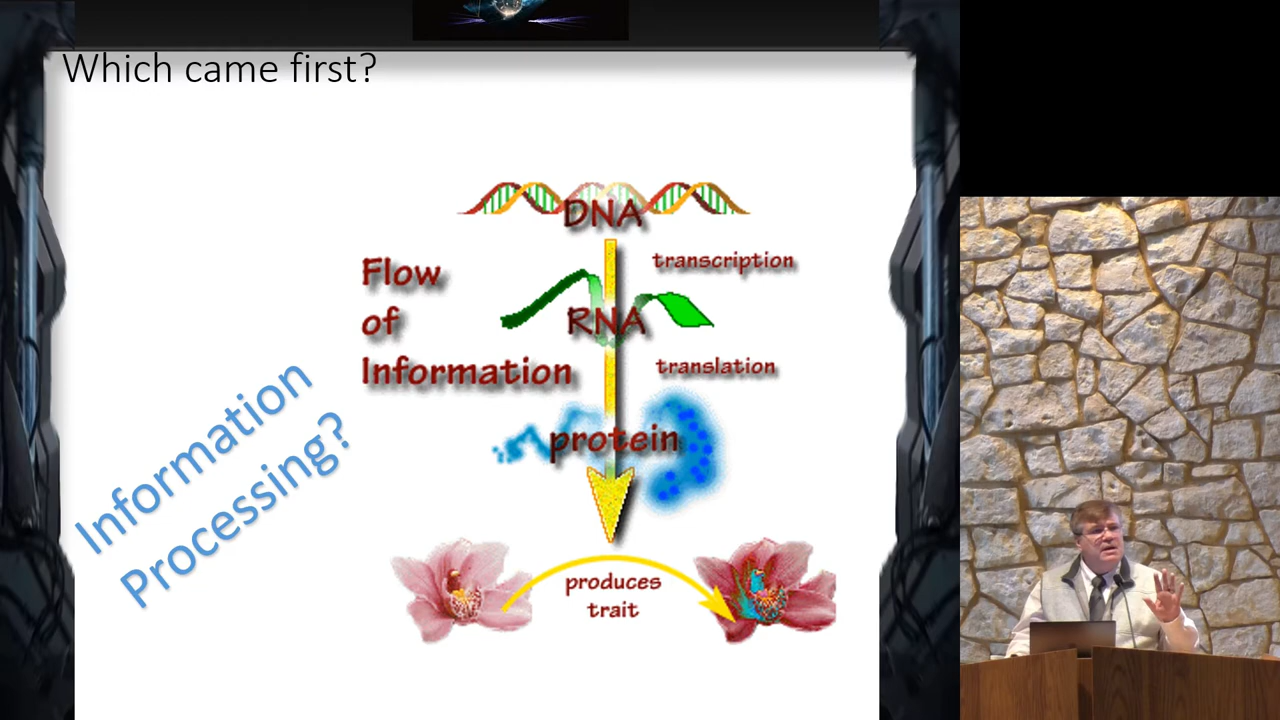 Which came first?
DNA
transcription
Flow
of
Information
RNA
translation
protein
Information
Processing?
produces
trait